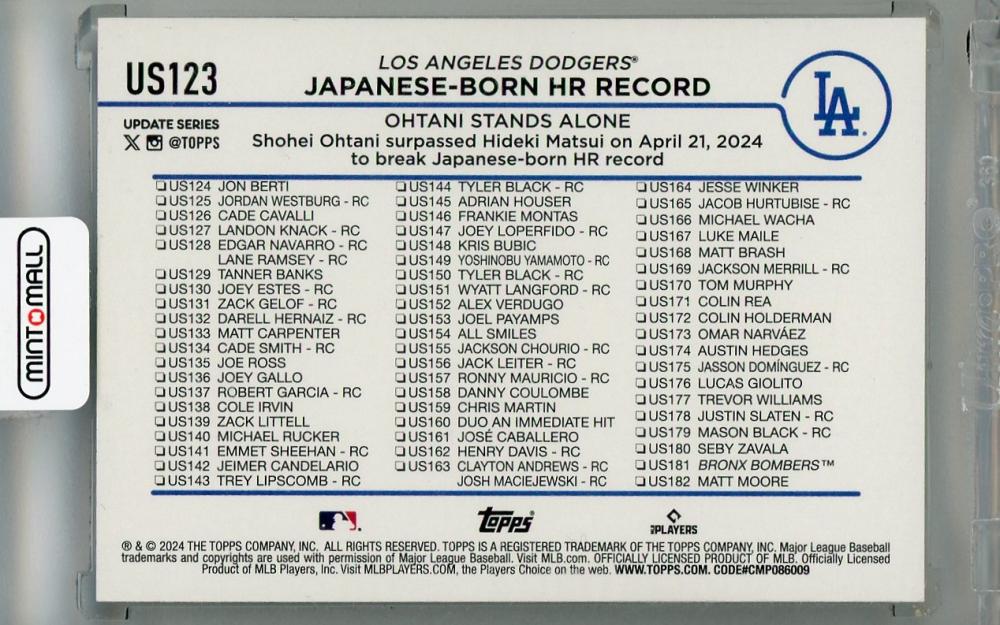 US123
LOS ANGELES DODGERS®
JAPANESE-BORN HR RECORD
LA
UPDATE SERIES
@TOPPS
OHTANI STANDS ALONE
Shohei Ohtani surpassed Hideki Matsui on April 21, 2024
to break Japanese-born HR record
US124 JON BERTI
US125 JORDAN WESTBURG - RC
US126 CADE CAVALLI
US127 LANDON KNACK - RC
US128 EDGAR NAVARRO - RC
LANE RAMSEY - RC
US129 TANNER BANKS
US130 JOEY ESTES - RC
US131 ZACK GELOF - RC
US132 DARELL HERNAIZ - RC
US133 MATT CARPENTER
US134 CADE SMITH - RC
US135 JOE ROSS
US136 JOEY GALLO
US137 ROBERT GARCIA - RC
US138 COLE IRVIN
US139 ZACK LITTELL
US140 MICHAEL RUCKER
US141 EMMET SHEEHAN - RC
US142 JEIMER CANDELARIO
US143 TREY LIPSCOMB - RC
US144 TYLER BLACK - RC
US145 ADRIAN HOUSER
US146 FRANKIE MONTAS
US147 JOEY LOPERFIDO - RC
US148 KRIS BUBIC
US149 YOSHINOBU YAMAMOTO - RC
US150 TYLER BLACK - RC
US151 WYATT LANGFORD - RC
US152 ALEX VERDUGO
US153 JOEL PAYAMPS
US154 ALL SMILES
US155 JACKSON CHOURIO - RC
US156 JACK LEITER - RC
US157 RONNY MAURICIO - RC
US158 DANNY COULOMBE
US159 CHRIS MARTIN
US160 DUO AN IMMEDIATE HIT
US161 JOSÉ CABALLERO
US162 HENRY DAVIS - RC
US163 CLAYTON ANDREWS - RC
JOSH MACIEJEWSKI - RC
US164 JESSE WINKER
US165 JACOB HURTUBISE - RC
US166 MICHAEL WACHA
US167 LUKE MAILE
US168 MATT BRASH
US169 JACKSON MERRILL - RC
US170 TOM MURPHY
US171 COLIN REA
US172 COLIN HOLDERMAN
US173 OMAR NARVÁEZ
US174 AUSTIN HEDGES
US175 JASSON DOMÍNGUEZ - RC
US176 LUCAS GIOLITO
US177 TREVOR WILLIAMS
US178 JUSTIN SLATEN - RC
US179 MASON BLACK - RC
US180 SEBY ZAVALA
US181 BRONX BOMBERS™
US182 MATT MOORE
Topps
PLAYERS
® & © 2024 THE TOPPS COMPANY, INC. ALL RIGHTS RESERVED. TOPPS IS A REGISTERED TRADEMARK OF THE TOPPS COMPANY, INC. Major League Baseball
trademarks and copyrights are used with permission of Major League Baseball. Visit MLB.com. OFFICIALLY LICENSED PRODUCT OF MLB. Officially Licensed
Product of MLB Players, Inc. Visit MLBPLAYERS.COM, the Players Choice on the web. WWW.TOPPS.COM. CODE#CMP086009
MINTOMALL